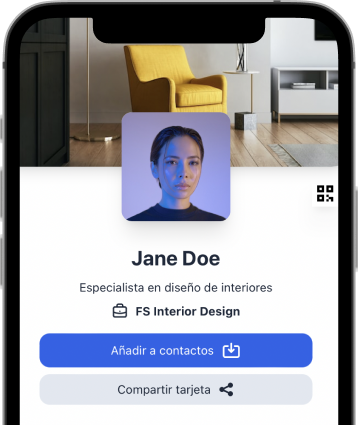 Jane Doe
Especialista en diseño de interiores
FS Interior Design
Añadir a contactos
Compartir tarjeta